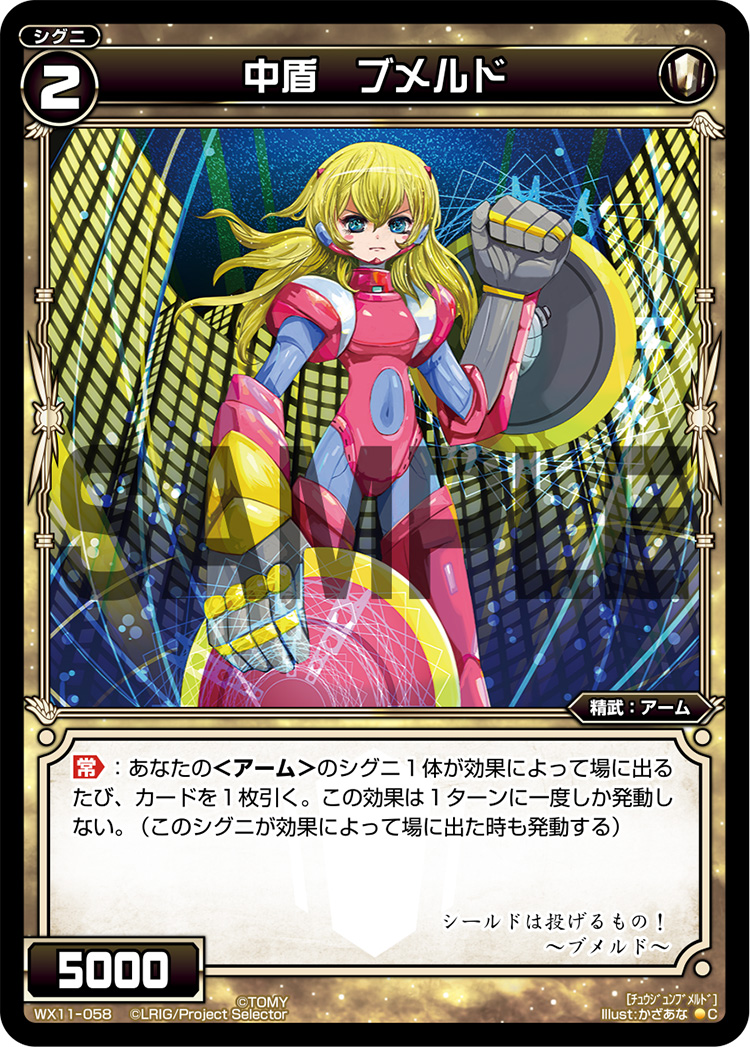 シグニ
2
中盾 ブメルド
SAMPLE
精武：アーム
常：あなたの<アーム>のシグニ１体が効果によって場に出る
たび、カードを１枚引く。この効果は１ターンに一度しか発動し
ない。（このシグニが効果によって場に出た時も発動する）
シールドは投げるもの！
～ブメルド～
5000
©TOMY
[ﾁｭｳｼﾞｭﾝﾌﾞﾒﾙﾄﾞ]
WX11-058 ©LRIG/Project Selector
Illust:かざあな C